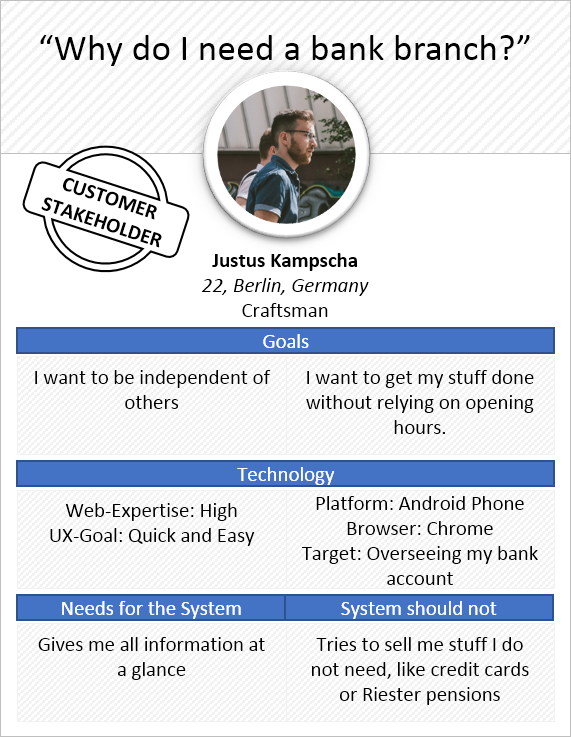 “Why do I need a bank branch?”
CUSTOMER
STAKEHOLDER
Justus Kampscha
22, Berlin, Germany
Craftsman
Goals
I want to be independent of
others
I want to get my stuff done
without relying on opening
hours.
Technology
Web-Expertise: High
UX-Goal: Quick and Easy
Platform: Android Phone
Browser: Chrome
Target: Overseeing my bank
account
Needs for the System
System should not
Gives me all information at
a glance
Tries to sell me stuff I do
not need, like credit cards
or Riester pensions